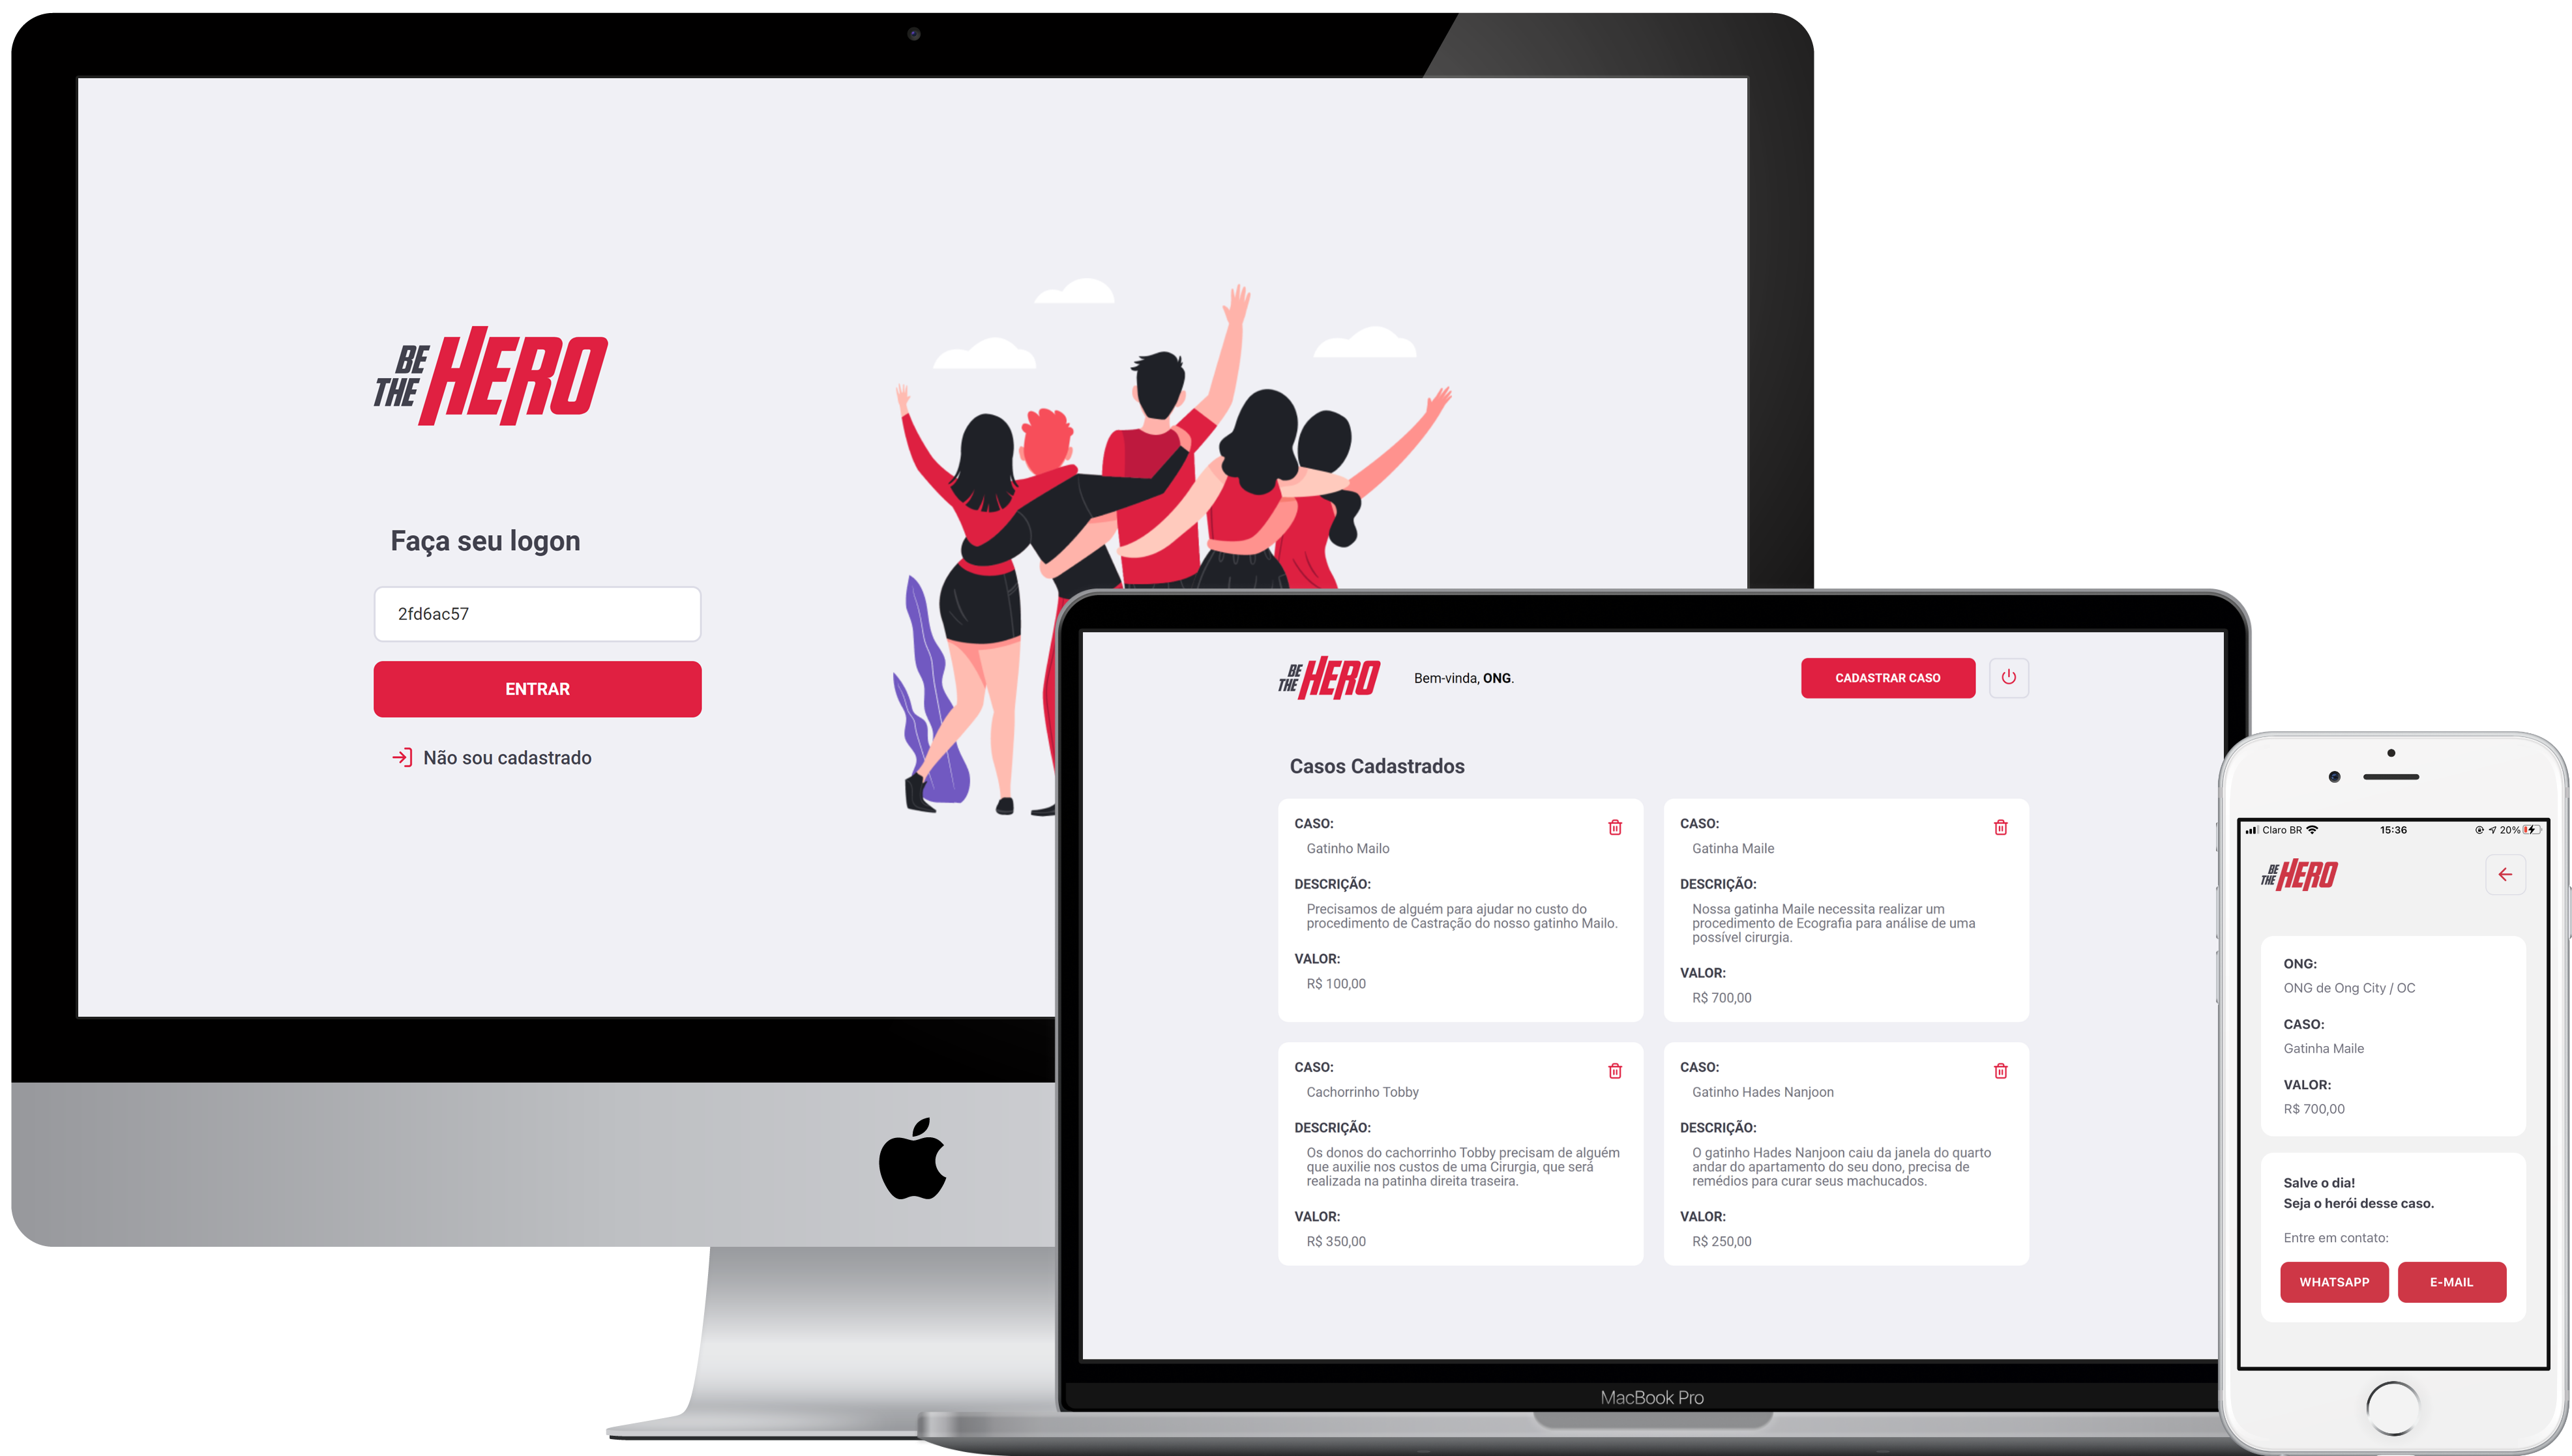 BE
THE HERO
Faça seu logon
2fd6ac57
ENTRAR
Não sou cadastrado
BE
THE HERO
Bem-vinda, ONG.
CADASTRAR CASO
Casos Cadastrados
CASO:
Gatinho Mailo
DESCRIÇÃO:
Precisamos de alguém para ajudar no custo do
procedimento de Castração do nosso gatinho Mailo.
VALOR:
R$ 100,00
CASO:
Gatinha Maile
DESCRIÇÃO:
Nossa gatinha Maile necessita realizar um
procedimento de Ecografia para análise de uma
possível cirurgia.
VALOR:
R$ 700,00
CASO:
Cachorrinho Tobby
DESCRIÇÃO:
Os donos do cachorrinho Tobby precisam de alguém
que auxilie nos custos de uma Cirurgia, que será
realizada na patinha direita traseira.
VALOR:
R$ 350,00
CASO:
Gatinho Hades Nanjoon
DESCRIÇÃO:
O gatinho Hades Nanjoon caiu da janela do quarto
andar do apartamento do seu dono, precisa de
remédios para curar seus machucados.
VALOR:
R$ 250,00
MacBook Pro
Claro BR 15:36 20%
BE
THE HERO
ONG:
ONG de Ong City / OC
CASO:
Gatinha Maile
VALOR:
R$ 700,00
Salve o dia!
Seja o herói desse caso.
Entre em contato:
WHATSAPP E-MAIL